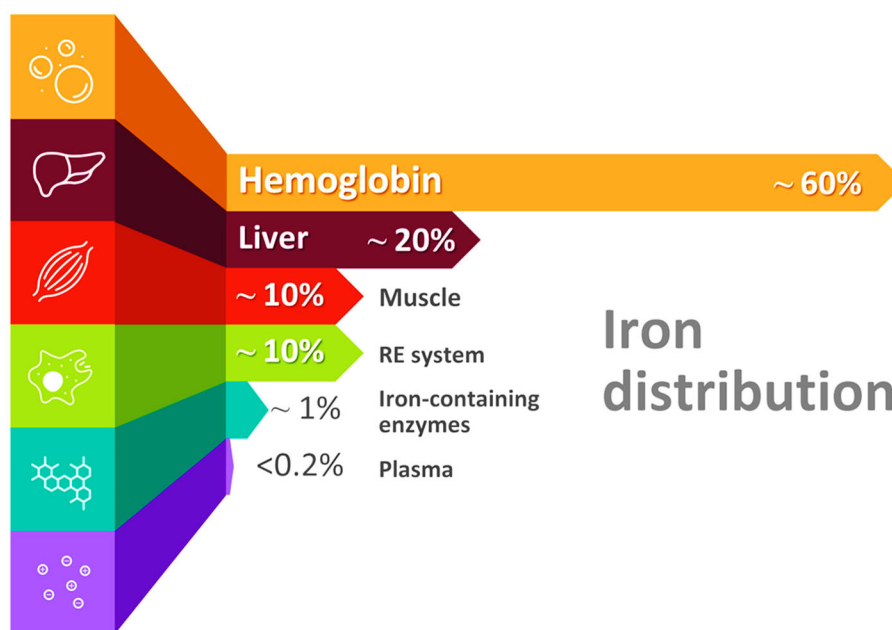 Hemoglobin ~ 60%
Liver ~ 20%
~ 10% Muscle
~ 10% RE system
~ 1% Iron-containing
enzymes
<0.2% Plasma
Iron
distribution